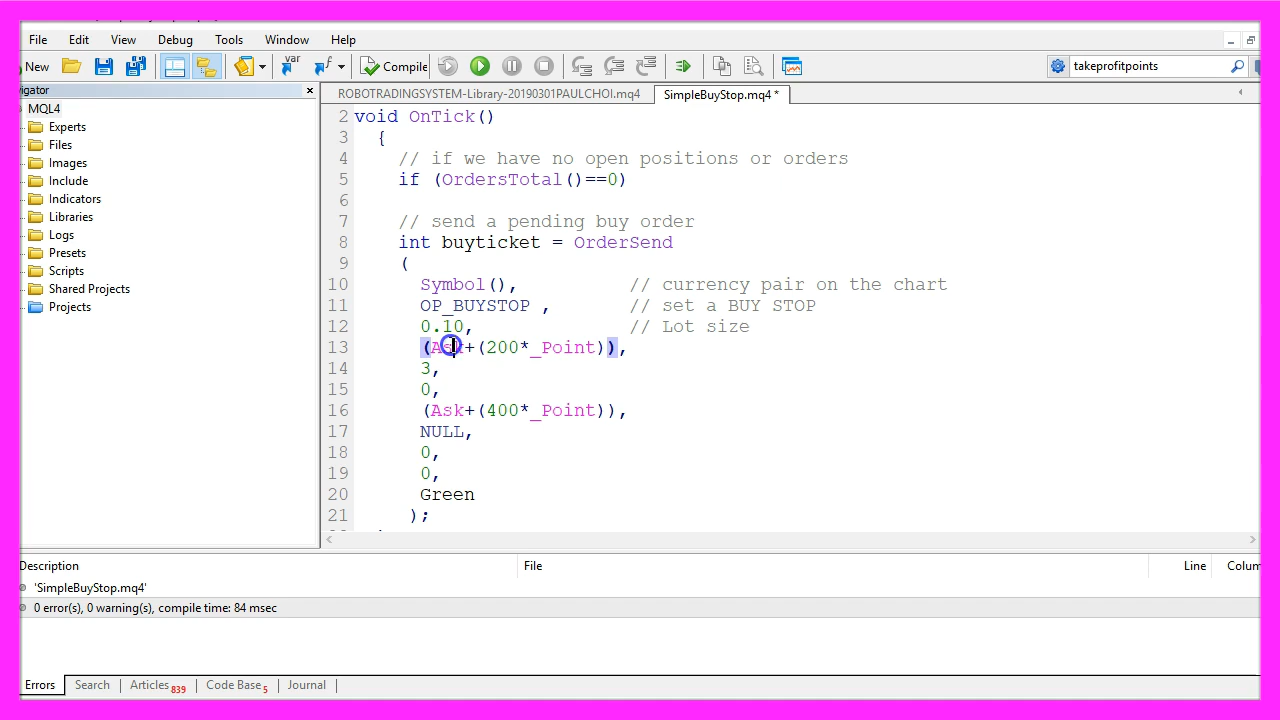 File Edit View Debug Tools Window Help
New var Compile takeprofitpoints
MQL4
Experts
Files
Images
Include
Indicators
Libraries
Logs
Presets
Scripts
Shared Projects
Projects
ROBOTRADINGSYSTEM-Library-20190301PAULCHOI.mq4 SimpleBuyStop.mq4 *
2 void OnTick()
3 {
4 // if we have no open positions or orders
5 if (OrdersTotal()==0)
6
7 // send a pending buy order
8 int buyticket = OrderSend
9 (
10 Symbol(), // currency pair on the chart
11 OP_BUYSTOP , // set a BUY STOP
12 0.10, // Lot size
13 (Ask+(200*_Point)),
14 3,
15 0,
16 (Ask+(400*_Point)),
17 NULL,
18 0,
19 0,
20 Green
21 );
Description File Line
'SimpleBuyStop.mq4'
0 error(s), 0 warning(s), compile time: 84 msec
Errors Search Articles 839 Code Base 5 Journal